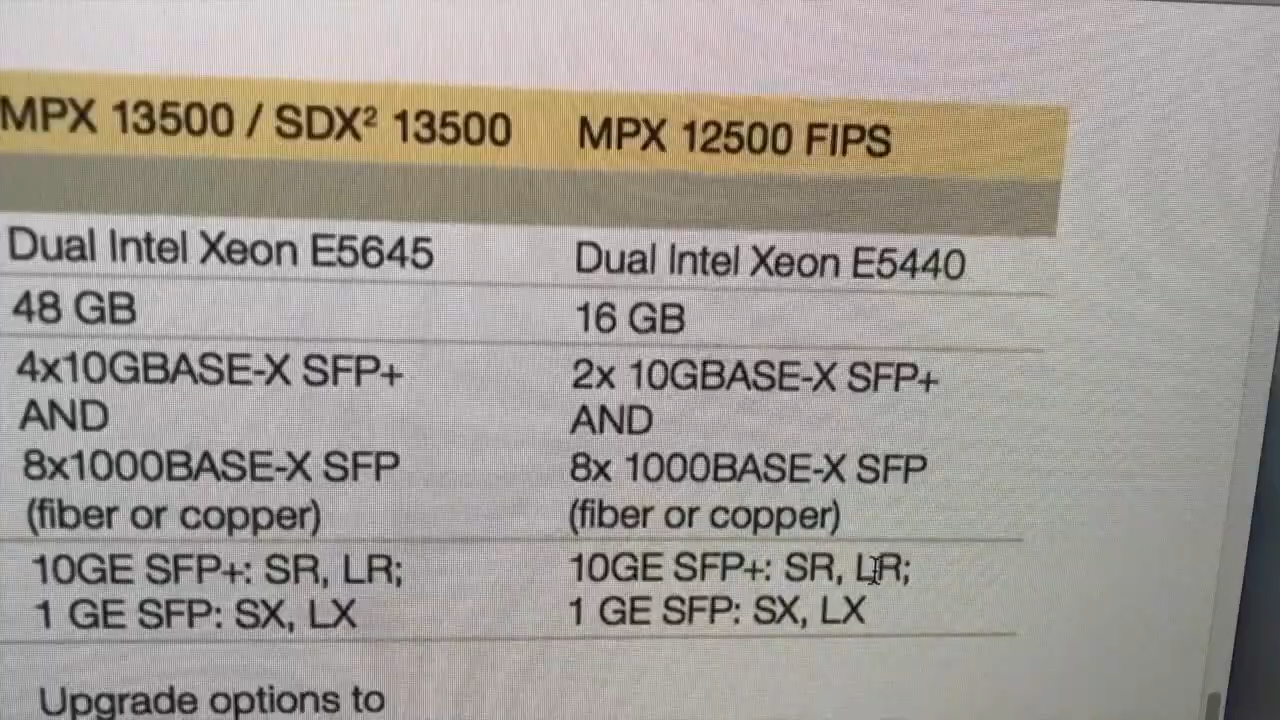 MPX 13500 / SDX² 13500
MPX 12500 FIPS
Dual Intel Xeon E5645
Dual Intel Xeon E5440
48 GB
16 GB
4x10GBASE-X SFP+
AND
8x1000BASE-X SFP
(fiber or copper)
2x 10GBASE-X SFP+
AND
8x 1000BASE-X SFP
(fiber or copper)
10GE SFP+: SR, LR;
1 GE SFP: SX, LX
10GE SFP+: SR, LR;
1 GE SFP: SX, LX
Upgrade options to